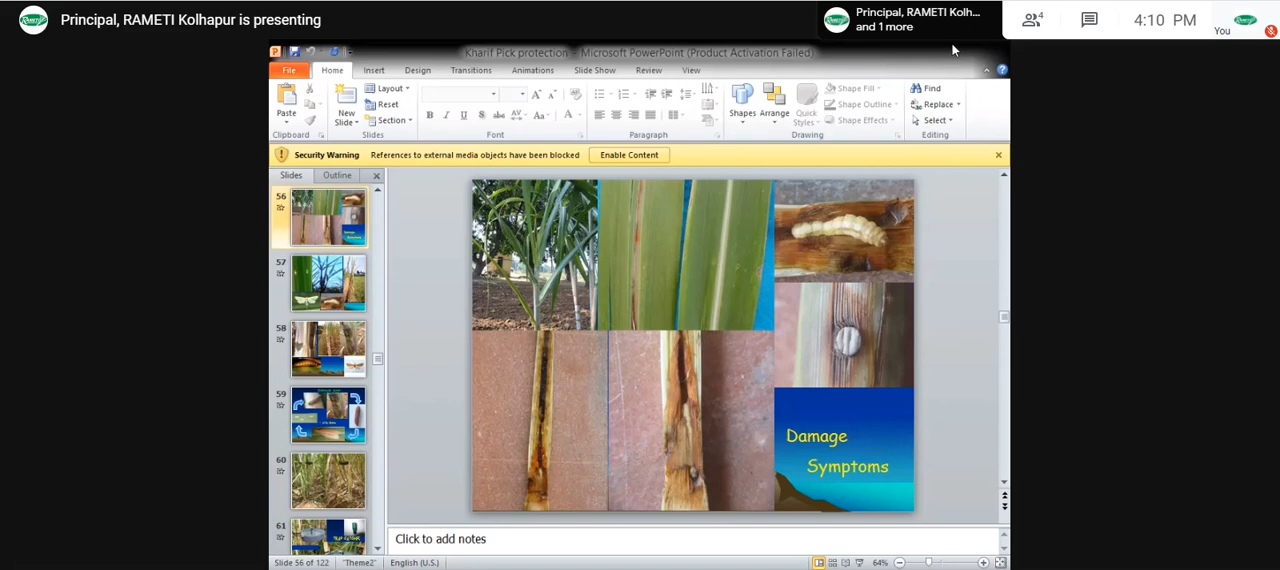 Principal, RAMETI Kolhapur is presenting
Principal, RAMETI Kolh...
and 1 more
4
4:10 PM
You
Kharif Pick protection - Microsoft PowerPoint (Product Activation Failed)
File Home Insert Design Transitions Animations Slide Show Review View
Paste
Clipboard
New
Slide
Layout
Reset
Section
Slides
Font
Paragraph
Shapes
Arrange
Quick
Styles
Shape Fill
Shape Outline
Shape Effects
Drawing
Find
Replace
Select
Editing
Security Warning References to external media objects have been blocked Enable Content
Slides Outline
56
57
58
59
60
61
Damage
Symptoms
Click to add notes
Slide 56 of 122 "Theme2" English (U.S.) 64%